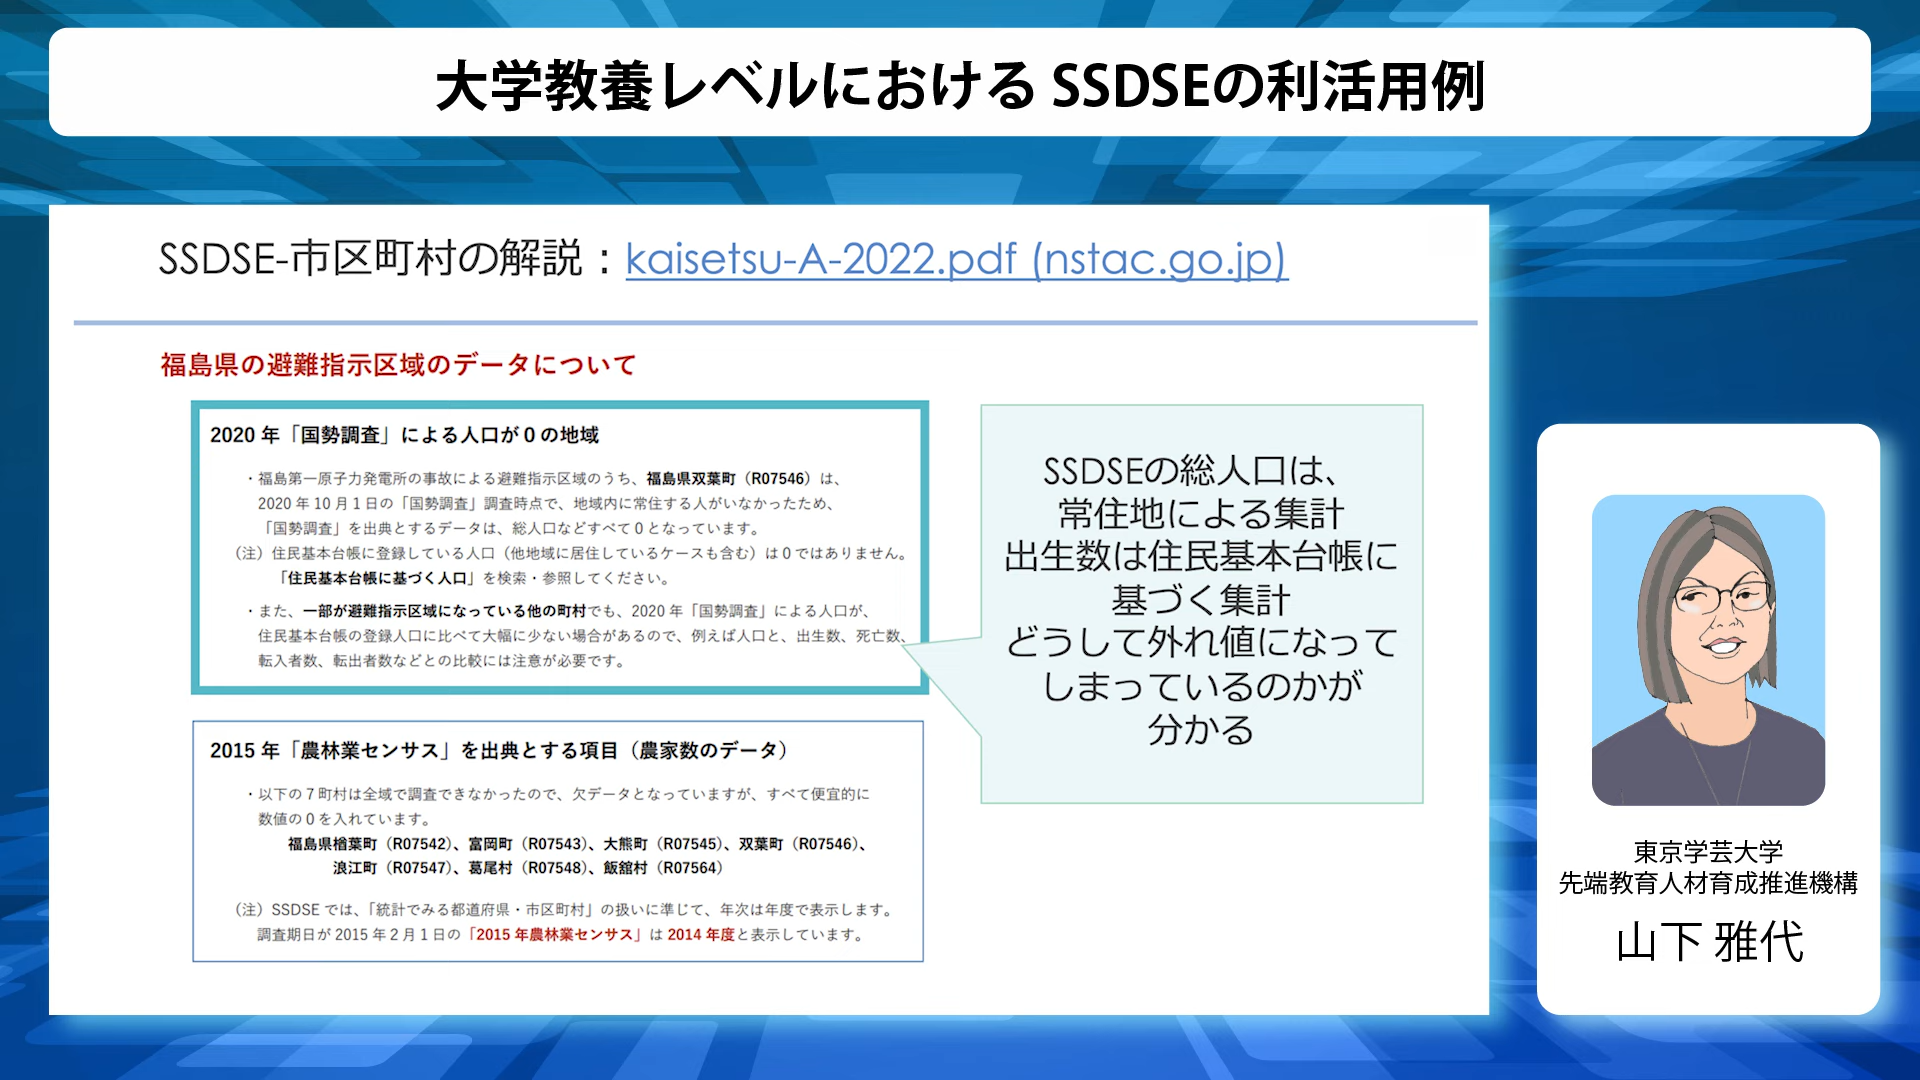 大学教養レベルにおける SSDSEの利活用例
SSDSE-市区町村の解説：kaisetsu-A-2022.pdf (nstac.go.jp)
福島県の避難指示区域のデータについて
2020 年「国勢調査」による人口が 0 の地域
・福島第一原子力発電所の事故による避難指示区域のうち、福島県双葉町（R07546）は、
2020 年 10 月 1 日の「国勢調査」調査時点で、地域内に常住する人がいなかったため、
「国勢調査」を出典とするデータは、総人口などすべて 0 となっています。
（注）住民基本台帳に登録している人口（他地域に居住しているケースも含む）は 0 ではありません。
「住民基本台帳に基づく人口」を検索・参照してください。
・また、一部が避難指示区域になっている他の町村でも、2020 年「国勢調査」による人口が、
住民基本台帳の登録人口に比べて大幅に少ない場合があるので、例えば人口と、出生数、死亡数、
転入者数、転出者数などとの比較には注意が必要です。
2015 年「農林業センサス」を出典とする項目（農家数のデータ）
・以下の 7 町村は全域で調査できなかったので、欠データとなっていますが、すべて便宜的に
数値の 0 を入れています。
福島県楢葉町（R07542）、富岡町（R07543）、大熊町（R07545）、双葉町（R07546）、
浪江町（R07547）、葛尾村（R07548）、飯舘村（R07564）
（注）SSDSE では、「統計でみる都道府県・市区町村」の扱いに準じて、年次は年度で表示します。
調査期日が 2015 年 2 月 1 日の「2015 年農林業センサス」は 2014 年度と表示しています。
SSDSEの総人口は、
常住地による集計
出生数は住民基本台帳に
基づく集計
どうして外れ値になって
しまっているのかが
分かる
東京学芸大学
先端教育人材育成推進機構
山下 雅代